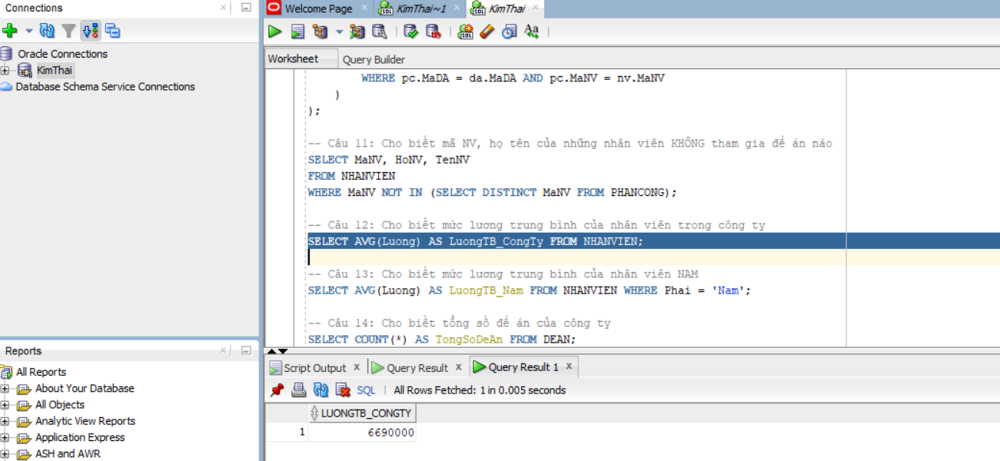 Connections
Welcome Page
KimThai~1
KimThai
Oracle Connections
KimThai
Database Schema Service Connections
Worksheet
Query Builder
WHERE pc.MaDA = da.MaDA AND pc.MaNV = nv.MaNV
)
);
-- Câu 11: Cho biết mã NV, họ tên của những nhân viên KHÔNG tham gia đề án nào
SELECT MaNV, HoNV, TenNV
FROM NHANVIEN
WHERE MaNV NOT IN (SELECT DISTINCT MaNV FROM PHANCONG);
-- Câu 12: Cho biết mức lương trung bình của nhân viên trong công ty
SELECT AVG(Luong) AS LuongTB_CongTy FROM NHANVIEN;
-- Câu 13: Cho biết mức lương trung bình của nhân viên NAM
SELECT AVG(Luong) AS LuongTB_Nam FROM NHANVIEN WHERE Phai = 'Nam';
-- Câu 14: Cho biết tổng số đề án của công ty
SELECT COUNT(*) AS TongSoDeAn FROM DEAN;
Reports
All Reports
About Your Database
All Objects
Analytic View Reports
Application Express
ASH and AWR
Script Output
Query Result
Query Result 1
SQL
All Rows Fetched: 1 in 0.005 seconds
LUONGTB_CONGTY
1 6690000